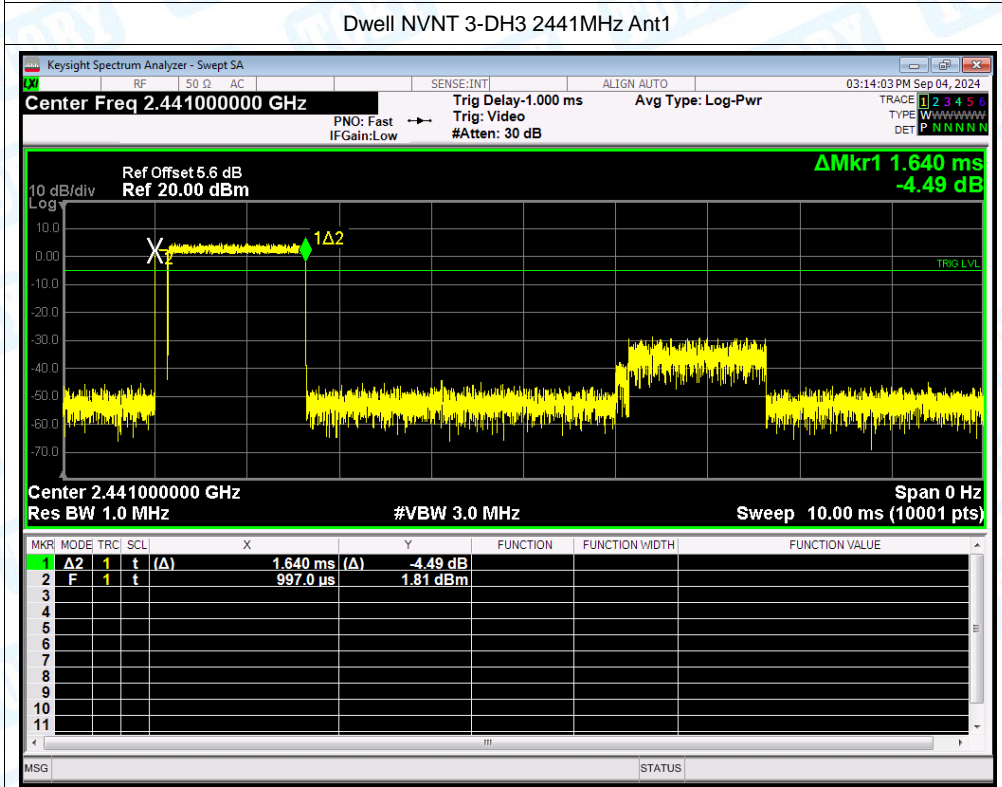 Dwell NVNT 3-DH3 2441MHz Ant1
Keysight Spectrum Analyzer - Swept SA
LXI RF 50 Ω AC SENSE:INT ALIGN AUTO 03:14:03 PM Sep 04, 2024
Center Freq 2.441000000 GHz Trig Delay-1.000 ms Avg Type: Log-Pwr TRACE 1 2 3 4 5 6
PNO: Fast Trig: Video TYPE WWWWWW
IFGain:Low #Atten: 30 dB DET P N N N N N
ΔMkr1 1.640 ms
-4.49 dB
Ref Offset 5.6 dB
10 dB/div Ref 20.00 dBm
Log
10.0
1Δ2
X2
0.00
TRIG LVL
-10.0
-20.0
-30.0
-40.0
-50.0
-60.0
-70.0
Center 2.441000000 GHz Span 0 Hz
Res BW 1.0 MHz #VBW 3.0 MHz Sweep 10.00 ms (10001 pts)
MKR MODE TRC SCL X Y FUNCTION FUNCTION WIDTH FUNCTION VALUE
1 Δ2 1 t (Δ) 1.640 ms (Δ) -4.49 dB
2 F 1 t 997.0 µs 1.81 dBm
3
4
5
6
7
8
9
10
11
MSG STATUS